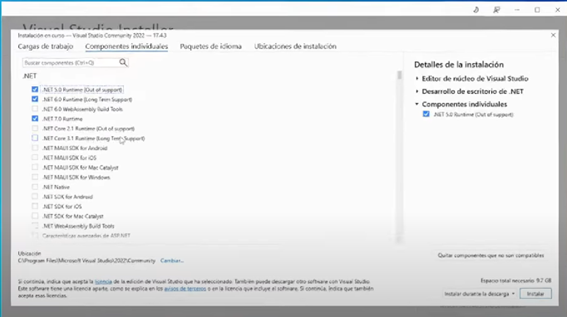 Visual Studio Installer
Instalación en curso — Visual Studio Community 2022 — 17.4.3
Cargas de trabajo
Componentes individuales
Paquetes de idioma
Ubicaciones de instalación
Buscar componentes (Ctrl+Q)
.NET
.NET 5.0 Runtime (Out of support)
.NET 6.0 Runtime (Long Term Support)
.NET 6.0 WebAssembly Build Tools
.NET 7.0 Runtime
.NET Core 2.1 Runtime (Out of support)
.NET Core 3.1 Runtime (Long Term Support)
.NET MAUI SDK for Android
.NET MAUI SDK for iOS
.NET MAUI SDK for Mac Catalyst
.NET MAUI SDK for Windows
.NET Native
.NET SDK for Android
.NET SDK for iOS
.NET SDK for Mac Catalyst
.NET WebAssembly Build Tools
Características avanzadas de ASP.NET
Detalles de la instalación
Editor de núcleo de Visual Studio
Desarrollo de escritorio de .NET
Componentes individuales
.NET 5.0 Runtime (Out of support)
Ubicación
C:\Program Files\Microsoft Visual Studio\2022\Community Cambiar...
Quitar componentes que no son compatibles
Si continúa, indica que acepta la licencia de la edición de Visual Studio que ha seleccionado. También puede descargar otro software con Visual Studio.
Este software tiene una licencia aparte, como se explica en los avisos de terceros o en la licencia que incluye el software. Si continúa, indica que también
acepta esas licencias.
Espacio total necesario 9.7 GB
Instalar durante la descarga
Instalar